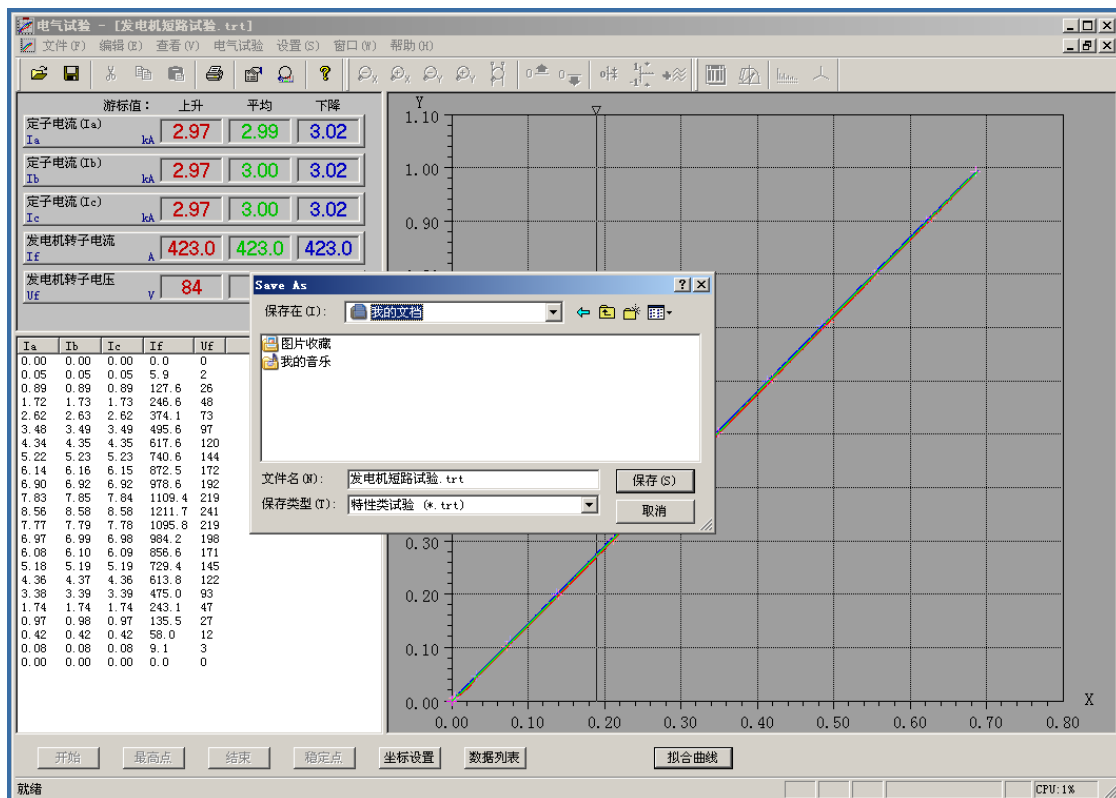 电气试验 - [发电机短路试验.trt]
文件(F) 编辑(E) 查看(V) 电气试验 设置(S) 窗口(W) 帮助(H)
游标值: 上升 平均 下降
定子电流(Ia)
Ia kA 2.97 2.99 3.02
定子电流(Ib)
Ib kA 2.97 3.00 3.02
定子电流(Ic)
Ic kA 2.97 3.00 3.02
发电机转子电流
If A 423.0 423.0 423.0
发电机转子电压
Uf V 84
Ia Ib Ic If Uf
0.00 0.00 0.00 0.0 0
0.05 0.05 0.05 5.9 2
0.89 0.89 0.89 127.6 26
1.72 1.73 1.73 246.6 48
2.62 2.63 2.62 374.1 73
3.48 3.49 3.49 495.6 97
4.34 4.35 4.35 617.6 120
5.22 5.23 5.23 740.6 144
6.14 6.16 6.15 872.5 172
6.90 6.92 6.92 978.6 192
7.83 7.85 7.84 1109.4 219
8.56 8.58 8.58 1211.7 241
7.77 7.79 7.78 1095.8 219
6.97 6.99 6.98 984.2 198
6.08 6.10 6.09 856.6 171
5.18 5.19 5.19 729.4 145
4.36 4.37 4.36 613.8 122
3.38 3.39 3.39 475.0 93
1.74 1.74 1.74 243.1 47
0.97 0.98 0.97 135.5 27
0.42 0.42 0.42 58.0 12
0.08 0.08 0.08 9.1 3
0.00 0.00 0.00 0.0 0
Save As
保存在(I): 我的文档
图片收藏
我的音乐
文件名(N): 发电机短路试验.trt 保存(S)
保存类型(T): 特性类试验 (*.trt) 取消
Y
1.10
1.00
0.90
0.30
0.20
0.10
0.00
X
0.00 0.10 0.20 0.30 0.40 0.50 0.60 0.70 0.80
开始 最高点 结束 稳定点 坐标设置 数据列表 拟合曲线
就绪 CPU:1%